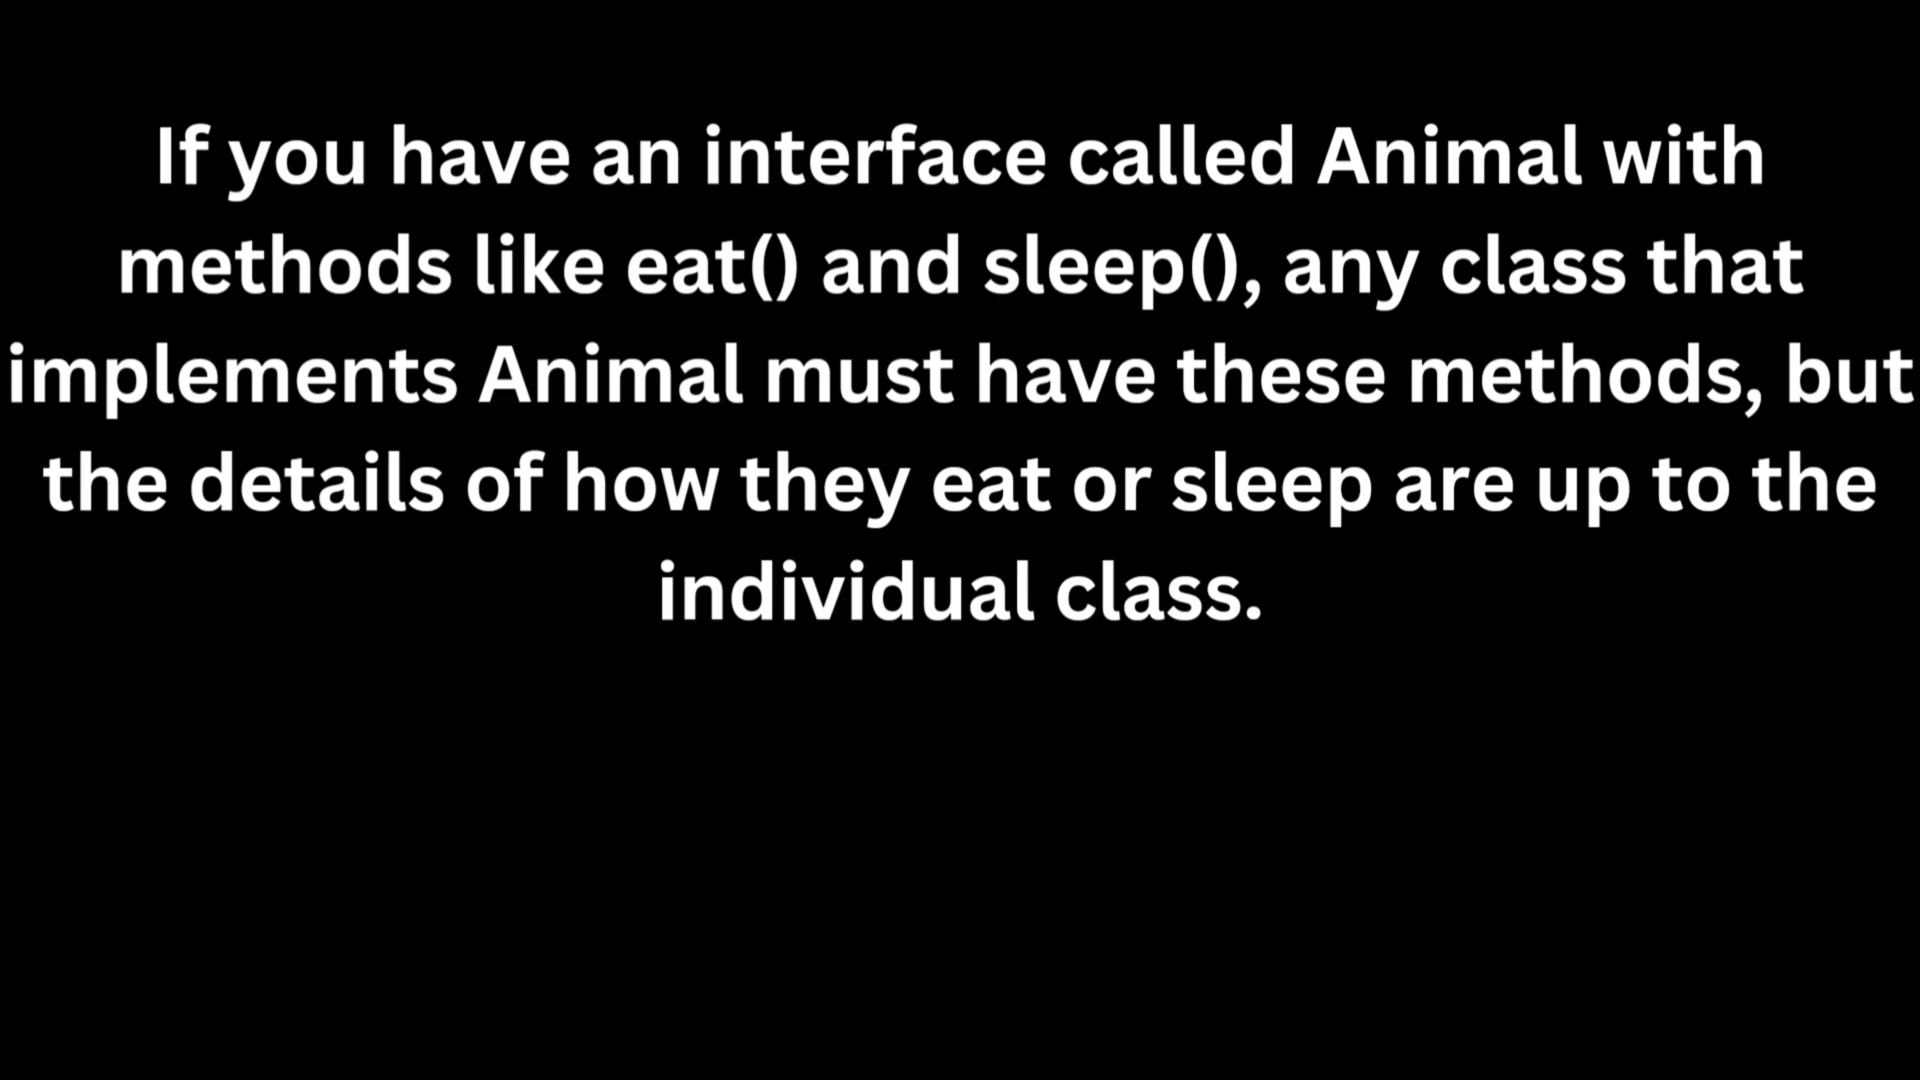 If you have an interface called Animal with
methods like eat() and sleep(), any class that
implements Animal must have these methods, but
the details of how they eat or sleep are up to the
individual class.